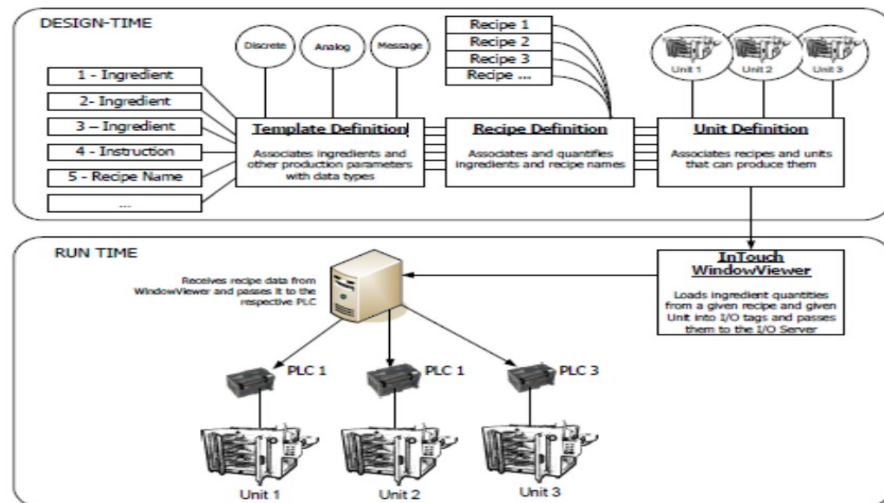 DESIGN-TIME
Discrete
Analog
Message
Recipe 1
Recipe 2
Recipe 3
Recipe ...
Unit 1
Unit 2
Unit 3
1 - Ingredient
2- Ingredient
3 – Ingredient
4 - Instruction
5 - Recipe Name
...
Template Definition
Associates ingredients and
other production parameters
with data types
Recipe Definition
Associates and quantifies
ingredients and recipe names
Unit Definition
Associates recipes and units
that can produce them
RUN TIME
Receives recipe data from
WindowViewer and passes it to the
respective PLC
InTouch
WindowViewer
Loads ingredient quantities
from a given recipe and given
Unit into I/O tags and passes
them to the I/O Server
PLC 1
PLC 1
PLC 3
Unit 1
Unit 2
Unit 3